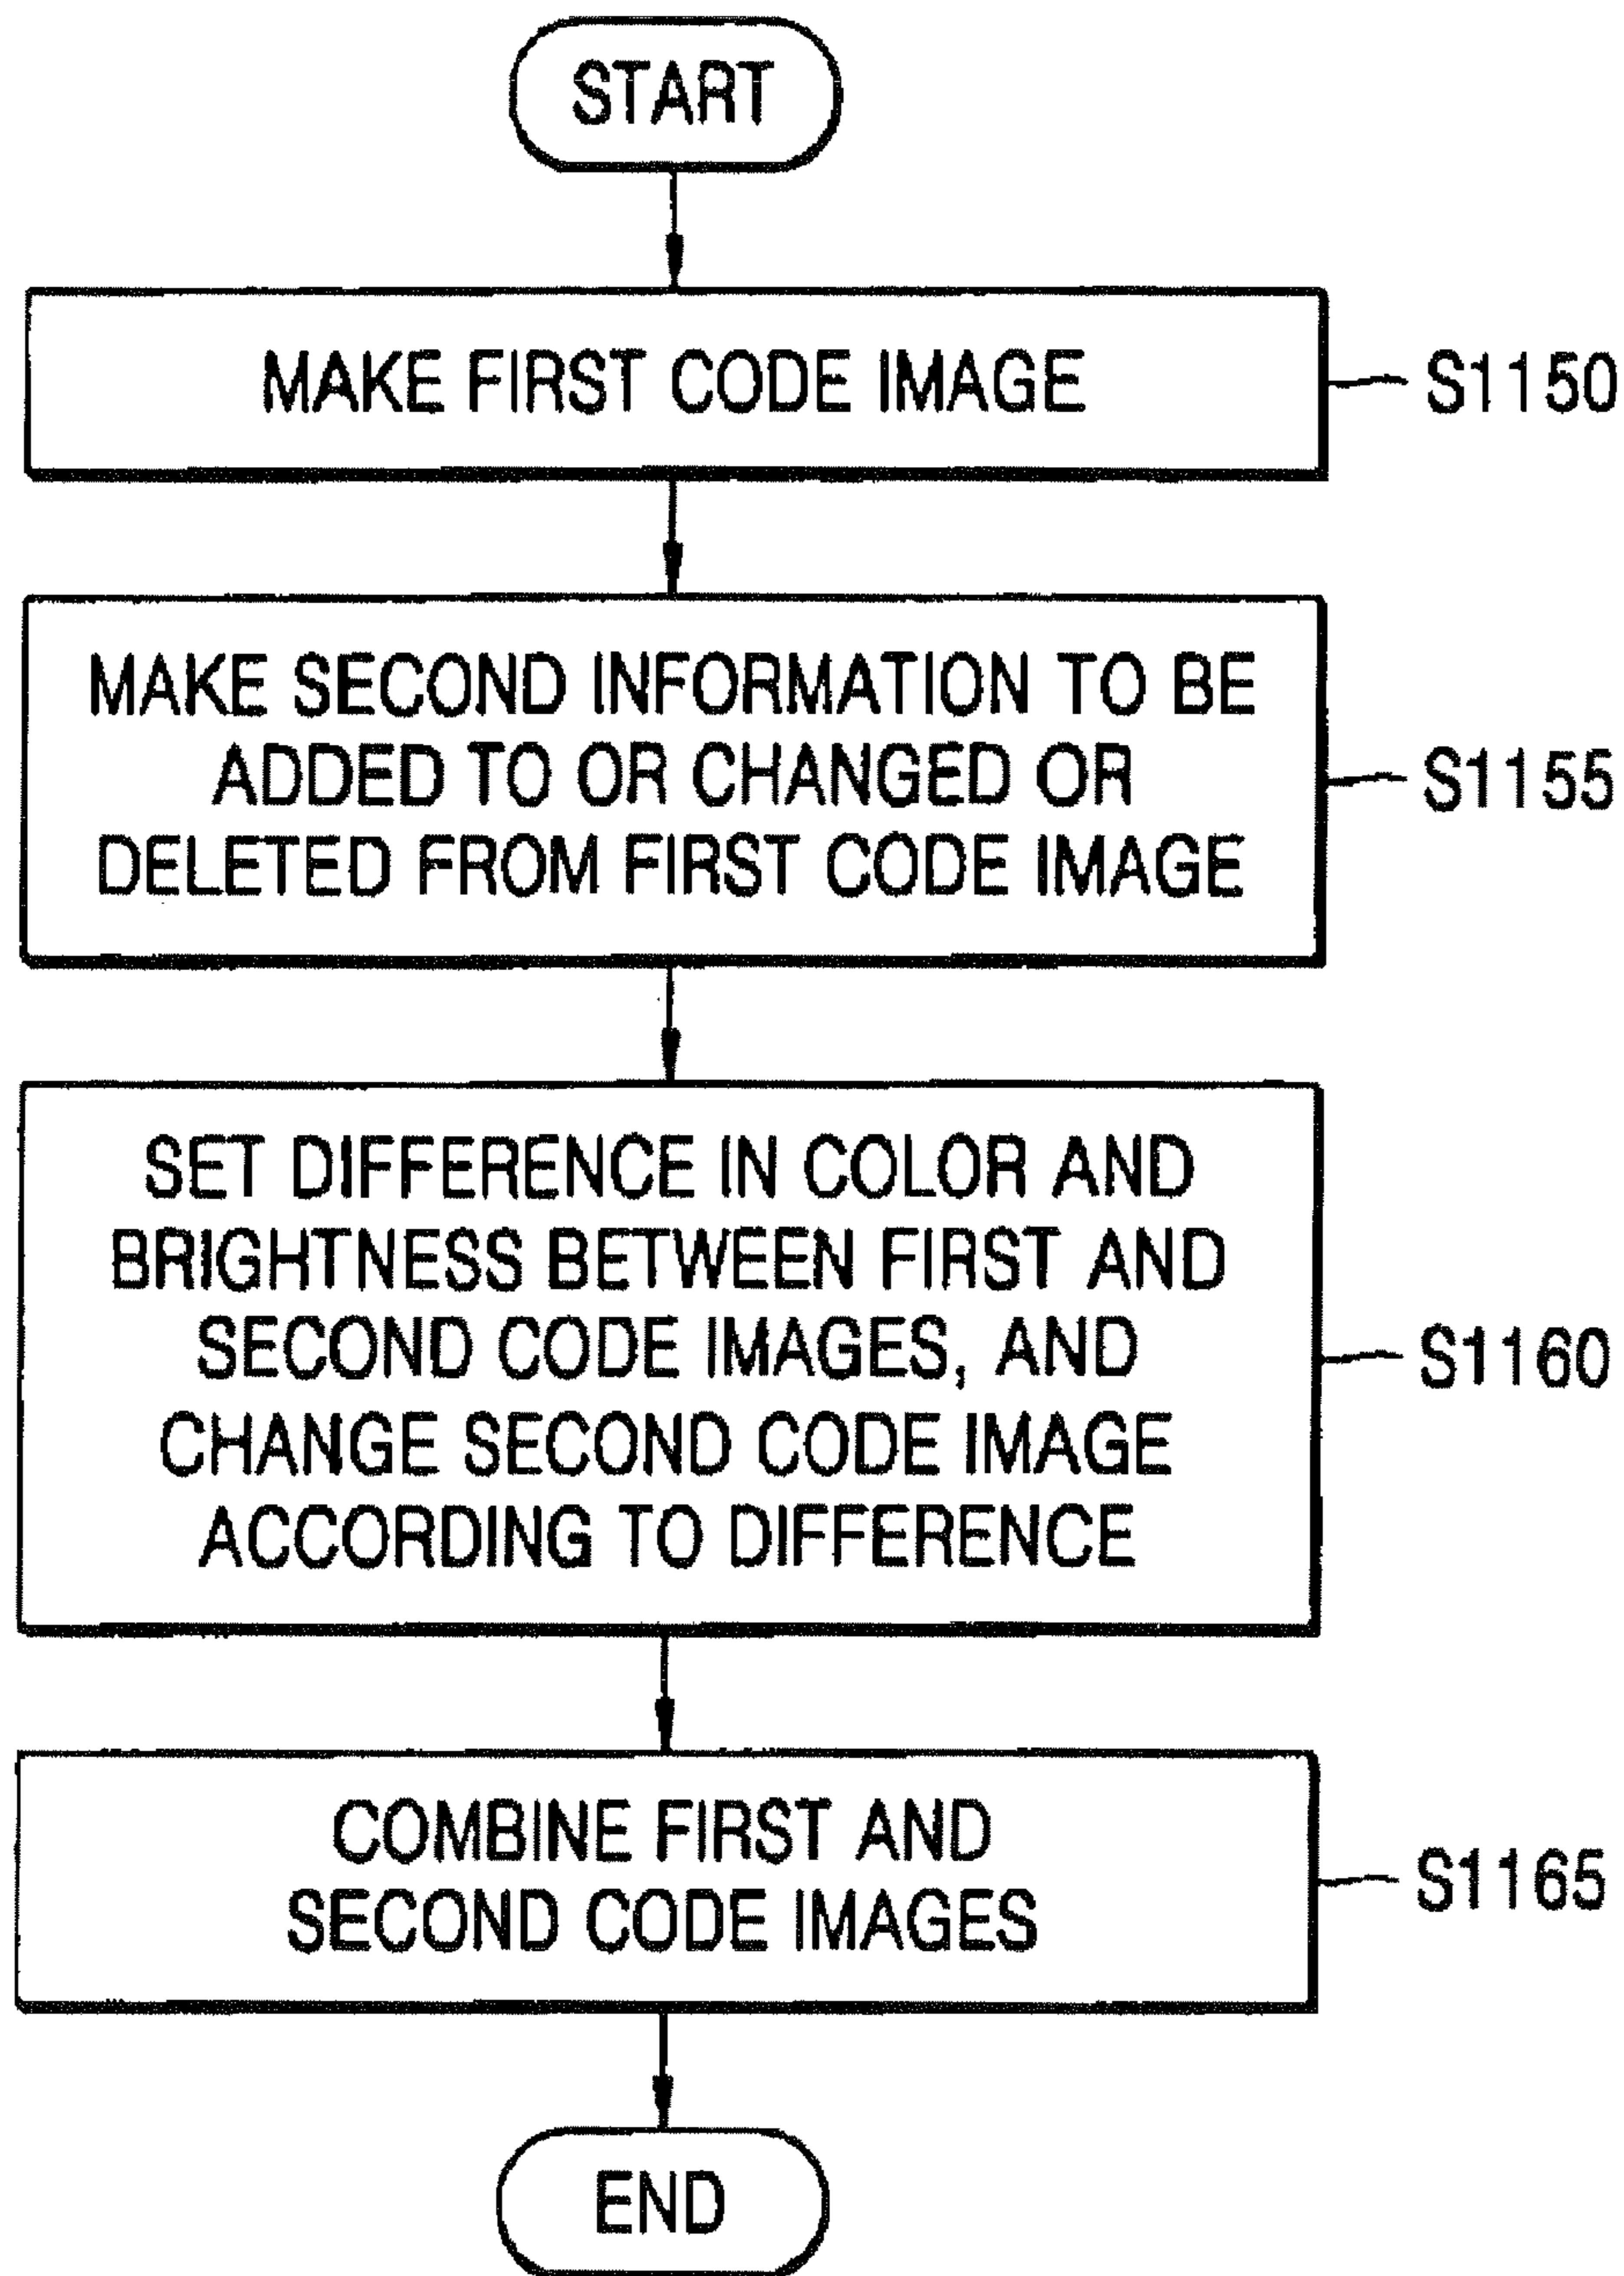 START
MAKE FIRST CODE IMAGE
S1150
MAKE SECOND INFORMATION TO BE
ADDED TO OR CHANGED OR
DELETED FROM FIRST CODE IMAGE
S1155
SET DIFFERENCE IN COLOR AND
BRIGHTNESS BETWEEN FIRST AND
SECOND CODE IMAGES, AND
CHANGE SECOND CODE IMAGE
ACCORDING TO DIFFERENCE
S1160
COMBINE FIRST AND
SECOND CODE IMAGES
S1165
END